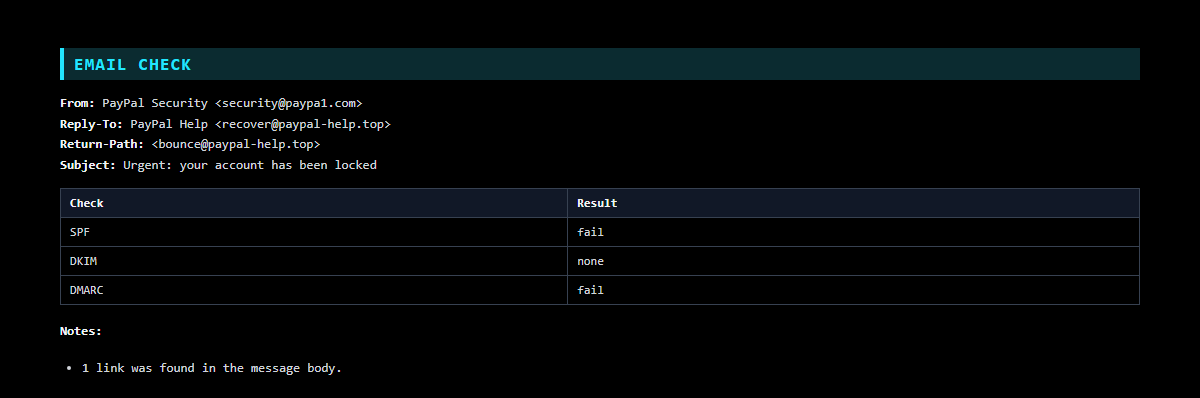 EMAIL CHECK
From: PayPal Security <security@paypa1.com>
Reply-To: PayPal Help <recover@paypal-help.top>
Return-Path: <bounce@paypal-help.top>
Subject: Urgent: your account has been locked
Check Result
SPF fail
DKIM none
DMARC fail
Notes:
• 1 link was found in the message body.